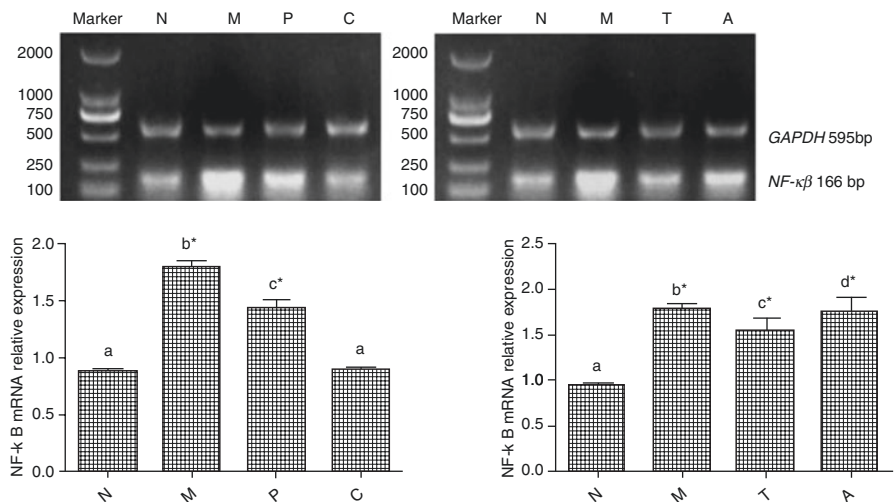 Marker N M P C
2000
1000
750
500
250
100
Marker N M T A
2000
1000
750
500
250
100
GAPDH 595bp
NF-κβ 166 bp
NF-k B mRNA relative expression
2.0
1.5
1.0
0.5
0.0
a
b*
c*
a
N M P C
NF-k B mRNA relative expression
2.5
2.0
1.5
1.0
0.5
0.0
a
b*
c*
d*
N M T A